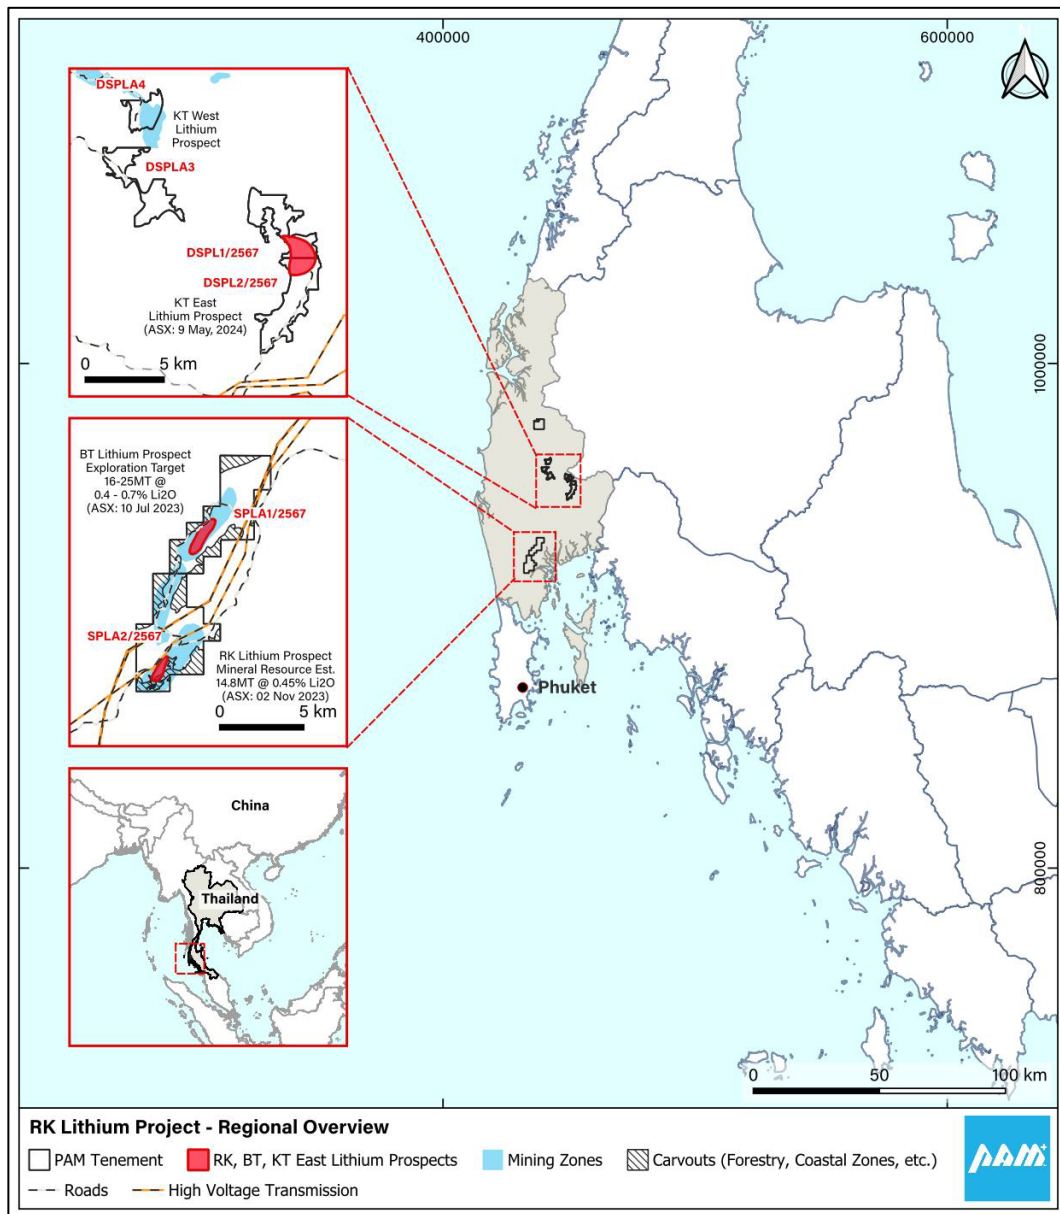 400000
600000
1000000
800000
DSPLA4
KT West
Lithium
Prospect
DSPLA3
DSPL1/2567
DSPL2/2567
KT East
Lithium Prospect
(ASX: 9 May, 2024)
0 5 km
BT Lithium Prospect
Exploration Target
16-25MT @
0.4 - 0.7% Li2O
(ASX: 10 Jul 2023)
SPLA1/2567
SPLA2/2567
RK Lithium Prospect
Mineral Resource Est.
14.8MT @ 0.45% Li2O
(ASX: 02 Nov 2023)
0 5 km
Phuket
China
Thailand
0 50 100 km
RK Lithium Project - Regional Overview
PAM Tenement RK, BT, KT East Lithium Prospects Mining Zones Carvouts (Forestry, Coastal Zones, etc.)
Roads High Voltage Transmission
PAM